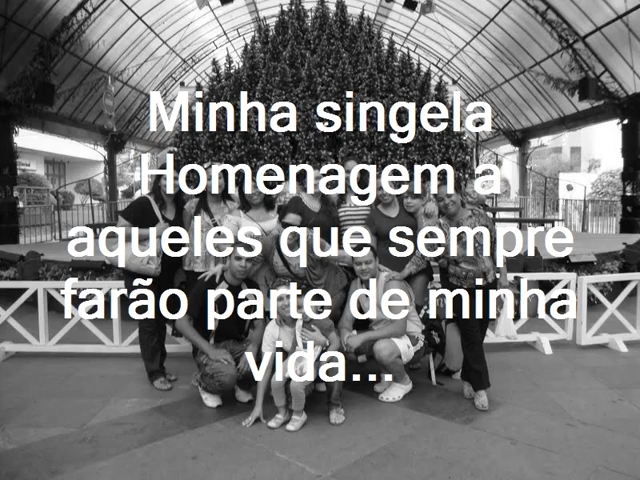 Minha singela
Homenagem a
aqueles que sempre
farão parte de minha
vida...